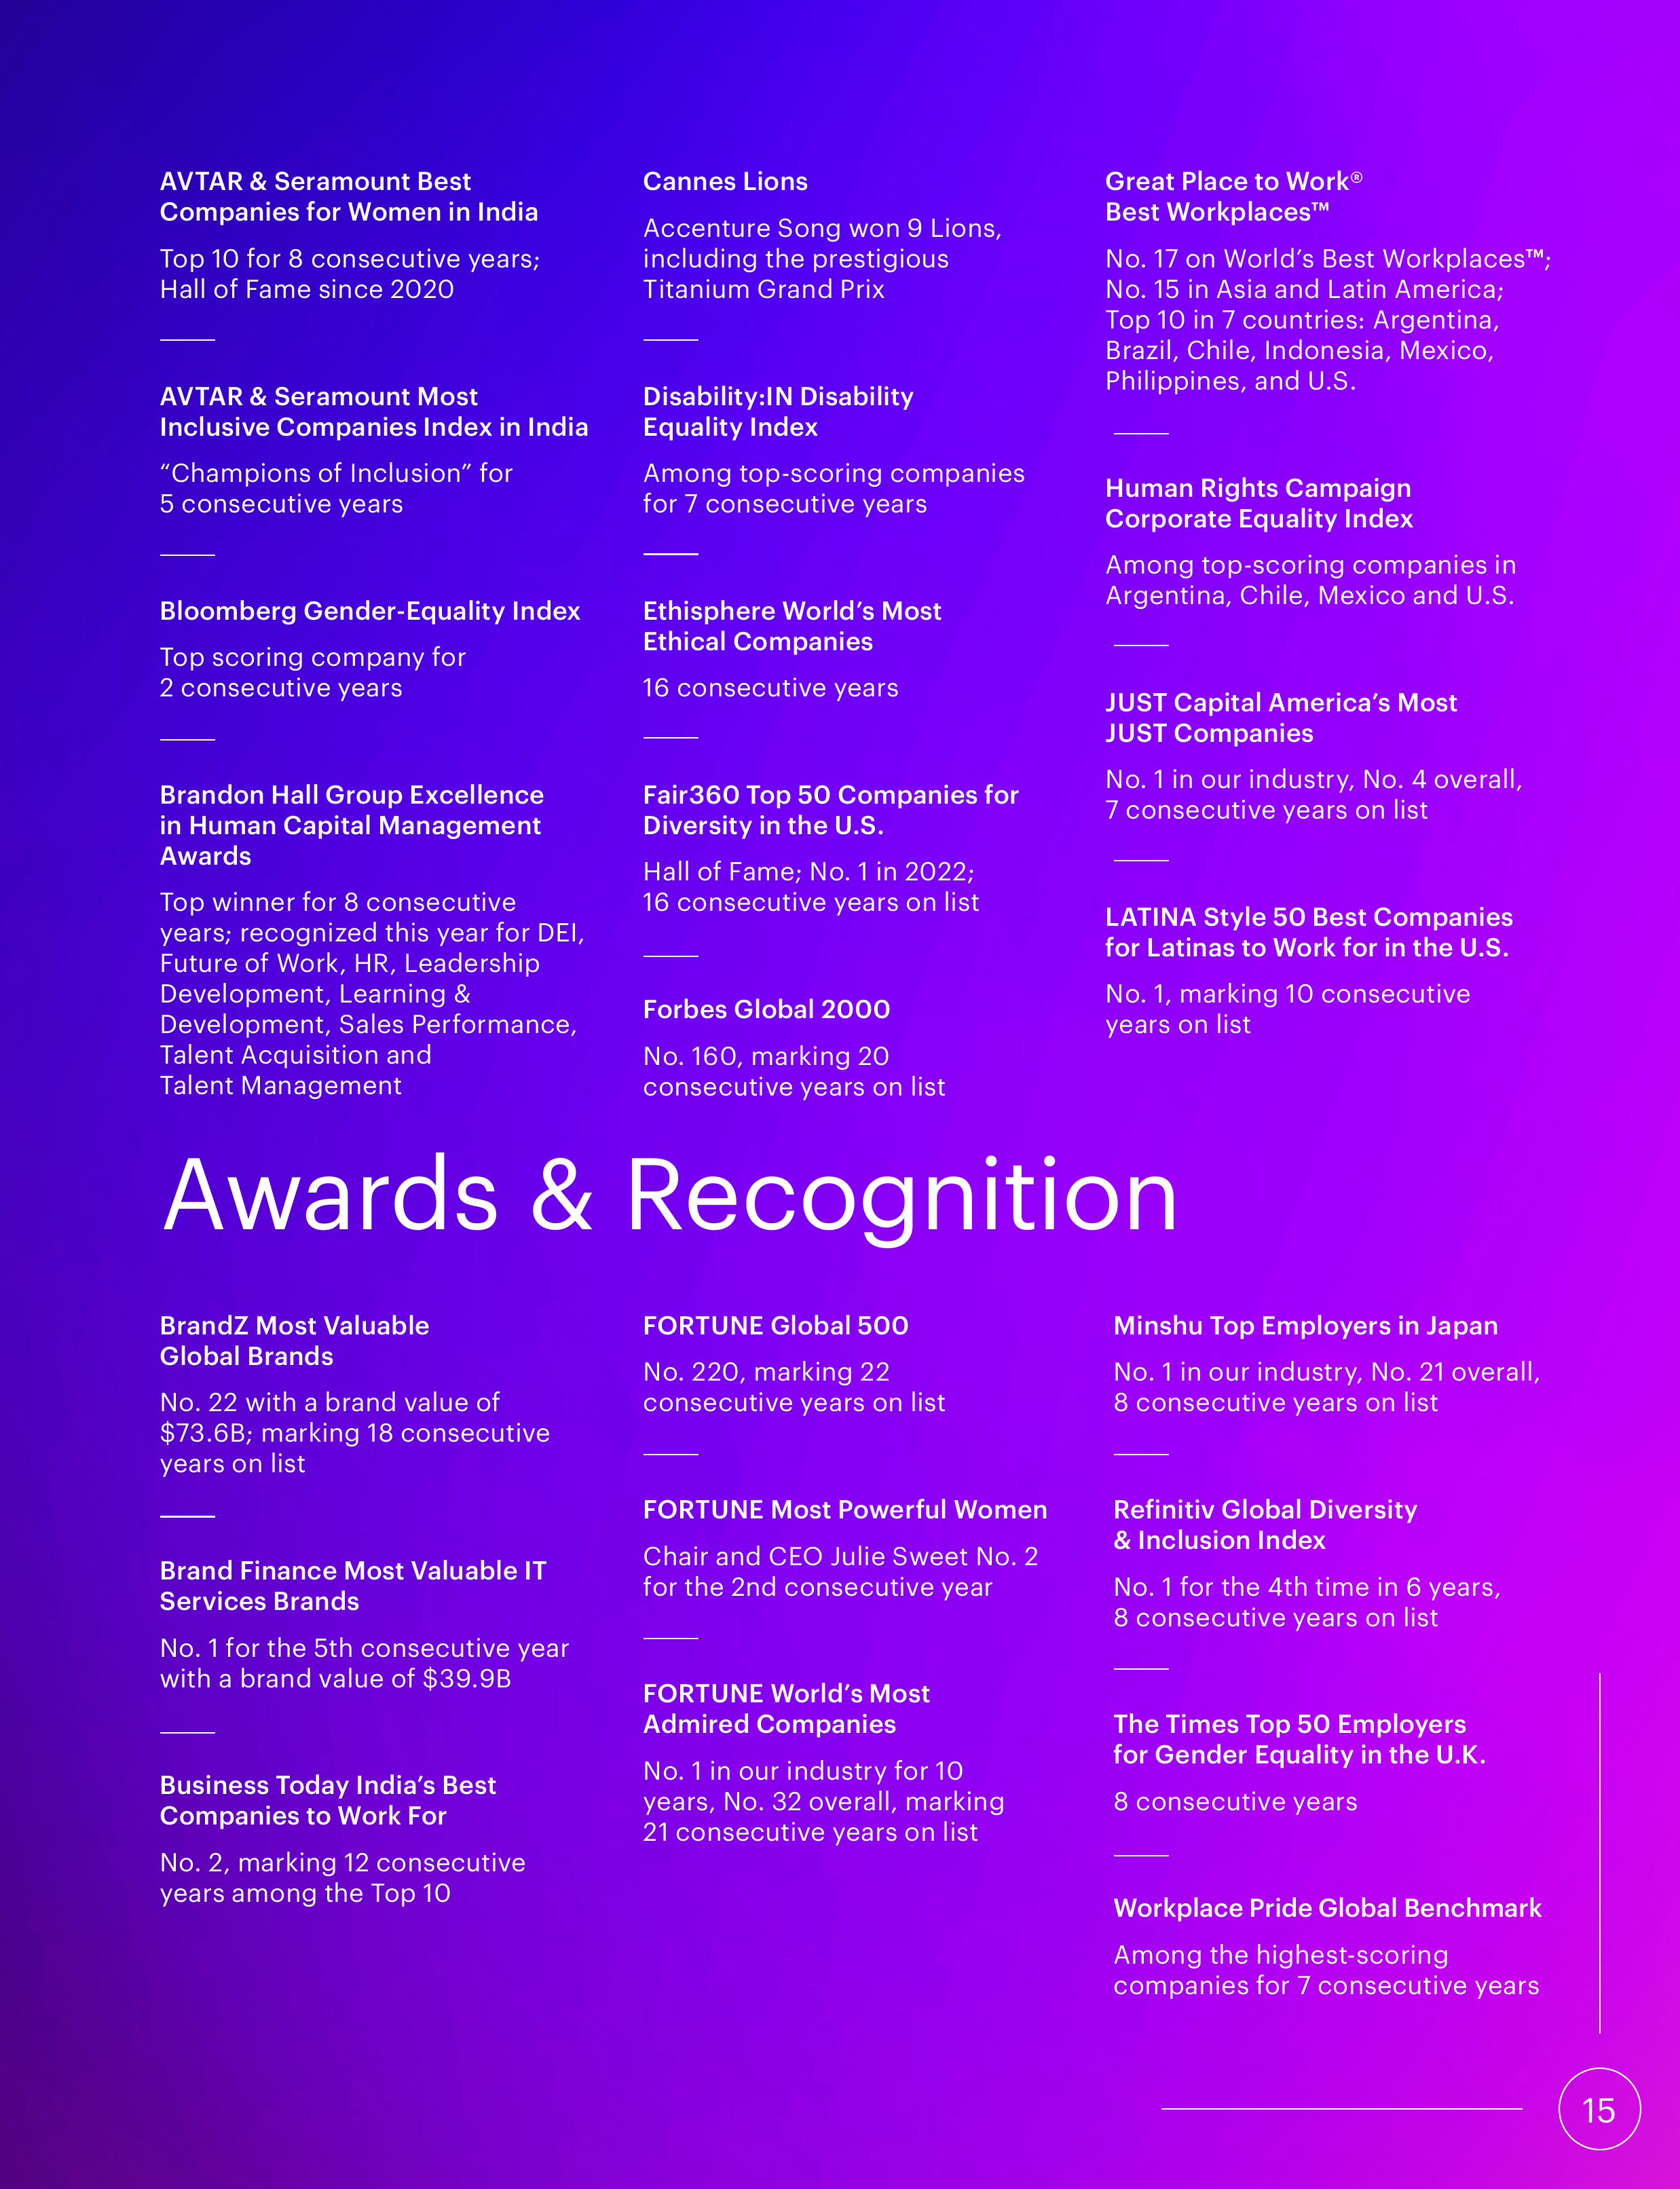 AVTAR & Seramount Best
Companies for Women in India
Top 10 for 8 consecutive years;
Hall of Fame since 2020
AVTAR & Seramount Most
Inclusive Companies Index in India
“Champions of Inclusion” for
5 consecutive years
Bloomberg Gender-Equality Index
Top scoring company for
2 consecutive years
Brandon Hall Group Excellence
in Human Capital Management
Awards
Top winner for 8 consecutive
years; recognized this year for DEI,
Future of Work, HR, Leadership
Development, Learning &
Development, Sales Performance,
Talent Acquisition and
Talent Management
Cannes Lions
Accenture Song won 9 Lions,
including the prestigious
Titanium Grand Prix
Disability:IN Disability
Equality Index
Among top-scoring companies
for 7 consecutive years
Ethisphere World’s Most
Ethical Companies
16 consecutive years
Fair360 Top 50 Companies for
Diversity in the U.S.
Hall of Fame; No. 1 in 2022;
16 consecutive years on list
Forbes Global 2000
No. 160, marking 20
consecutive years on list
Great Place to Work®
Best Workplaces™
No. 17 on World’s Best Workplaces™;
No. 15 in Asia and Latin America;
Top 10 in 7 countries: Argentina,
Brazil, Chile, Indonesia, Mexico,
Philippines, and U.S.
Human Rights Campaign
Corporate Equality Index
Among top-scoring companies in
Argentina, Chile, Mexico and U.S.
JUST Capital America’s Most
JUST Companies
No. 1 in our industry, No. 4 overall,
7 consecutive years on list
LATINA Style 50 Best Companies
for Latinas to Work for in the U.S.
No. 1, marking 10 consecutive
years on list
Awards & Recognition
BrandZ Most Valuable
Global Brands
No. 22 with a brand value of
$73.6B; marking 18 consecutive
years on list
Brand Finance Most Valuable IT
Services Brands
No. 1 for the 5th consecutive year
with a brand value of $39.9B
Business Today India’s Best
Companies to Work For
No. 2, marking 12 consecutive
years among the Top 10
FORTUNE Global 500
No. 220, marking 22
consecutive years on list
FORTUNE Most Powerful Women
Chair and CEO Julie Sweet No. 2
for the 2nd consecutive year
FORTUNE World’s Most
Admired Companies
No. 1 in our industry for 10
years, No. 32 overall, marking
21 consecutive years on list
Minshu Top Employers in Japan
No. 1 in our industry, No. 21 overall,
8 consecutive years on list
Refinitiv Global Diversity
& Inclusion Index
No. 1 for the 4th time in 6 years,
8 consecutive years on list
The Times Top 50 Employers
for Gender Equality in the U.K.
8 consecutive years
Workplace Pride Global Benchmark
Among the highest-scoring
companies for 7 consecutive years
15